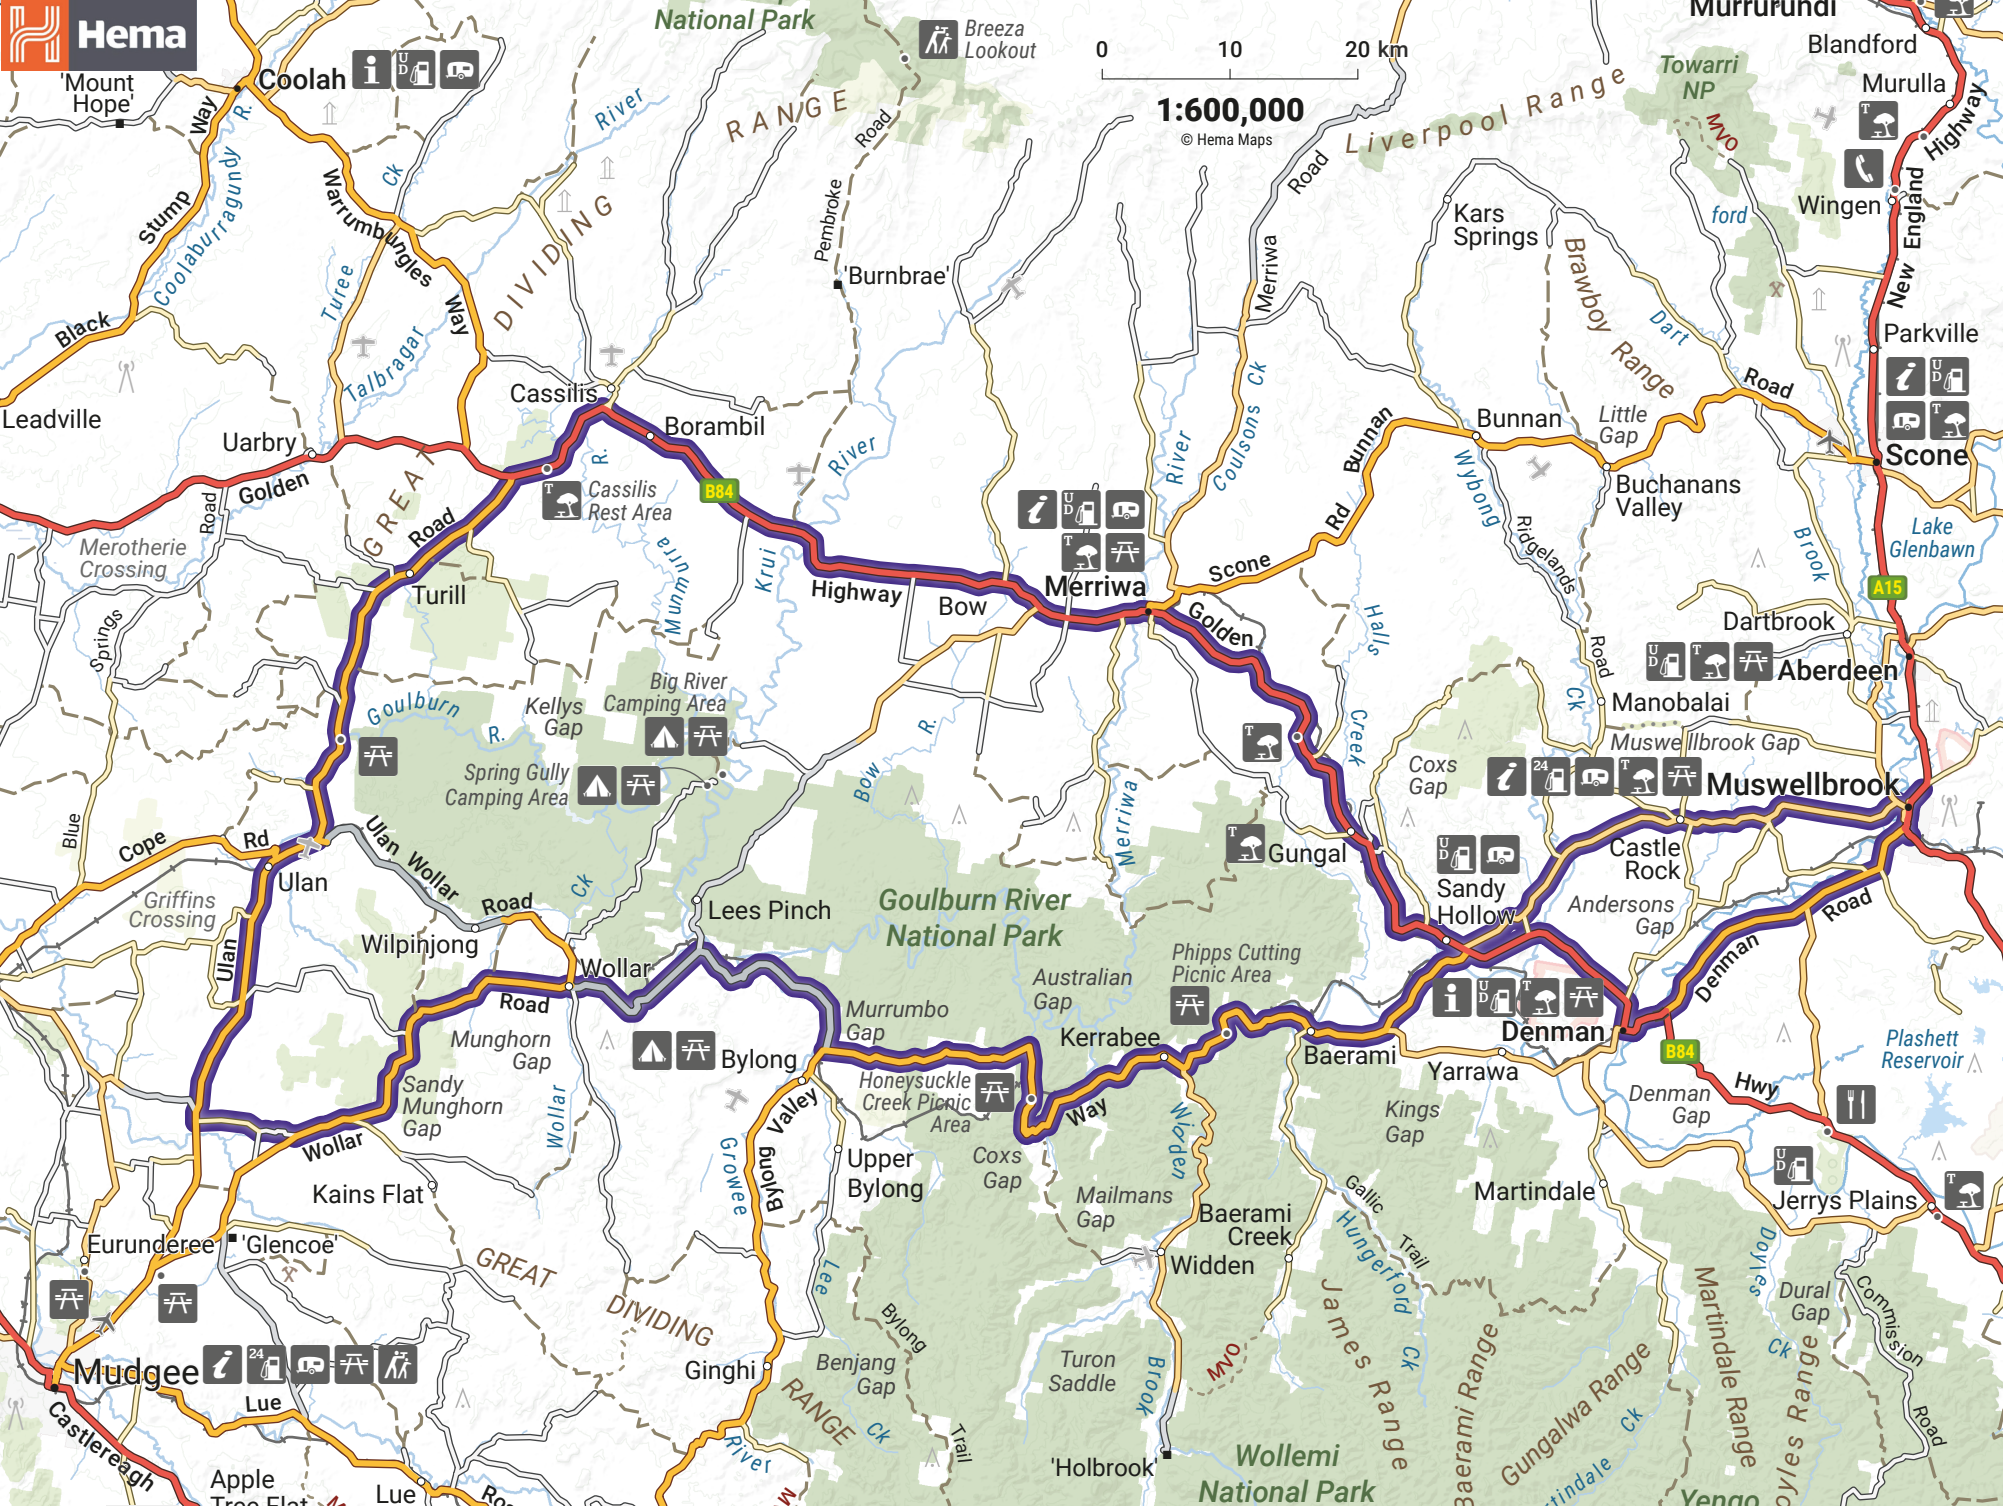 Hema
National Park
Breeza
Lookout
0 10 20 km
1:600,000
© Hema Maps
Murrurundi
Blandford
Murulla
Highway
Wingen
New England
Parkville
Towarri
NP
MVO
Liverpool Range
'Mount
Hope'
Coolah
Way
R.
Stump
Coolaburragundy
Black
Warrumbungles
Way
Ck
River
RANGE
Road
Pembroke
'Burnbrae'
Road
Merriwa
Kars
Springs
ford
Brawboy
Range
Dart
Turee
Talbragar
DIVIDING
Leadville
Uarbry
Golden
Road
Cassilis
Borambil
R.
Cassilis
Rest Area
B84
River
River
Coulsons Ck
Bunnan
Rd
Bunnan
Little
Gap
Road
Scone
Buchanans
Valley
Wybong
Ridgelands
Road
Ck
Brook
Lake
Glenbawn
A15
Merotherie
Crossing
GREAT
Road
Turill
Munmurra
Krui
Highway
Bow
Merriwa
Scone
Golden
Halls
Creek
Dartbrook
Aberdeen
Manobalai
Muswellbrook Gap
Muswellbrook
Springs
Blue
Goulburn
R.
Kellys
Gap
Big River
Camping Area
Spring Gully
Camping Area
Bow
R.
Merriwa
Coxs
Gap
Gungal
Sandy
Hollow
Castle
Rock
Andersons
Gap
Cope
Rd
Ulan
Ulan Wollar
Road
Ck
Griffins
Crossing
Ulan
Wilpinjong
Wollar
Road
Lees Pinch
Goulburn River
National Park
Australian
Gap
Phipps Cutting
Picnic Area
Murrumbo
Gap
Munghorn
Gap
Sandy
Munghorn
Gap
Wollar
Wollar
Bylong
Honeysuckle
Creek Picnic
Area
Way
Kerrabee
Baerami
Yarrawa
Denman
Denman
Road
B84
Hwy
Denman
Gap
Plashett
Reservoir
Kings
Gap
Coxs
Gap
Widden
Mailmans
Gap
Baerami
Creek
Widden
Gallic
Trail
Hungerford
Ck
Martindale
Jerrys Plains
Doyles
Ck
Dural
Gap
Commission
Road
Kains Flat
Growee
Bylong Valley
Upper
Bylong
Lee
Ck
Bylong
Trail
Eurunderee
'Glencoe'
GREAT
DIVIDING
RANGE
Ginghi
Benjang
Gap
Turon
Saddle
Brook
MVO
'Holbrook'
James Range
Baerami Range
Gungalwa Range
Ck
Martindale Range
Doyles Range
Wollemi
National Park
Yengo
Mudgee
Castlereagh
Lue
Apple
Tree Flat
Lue
River